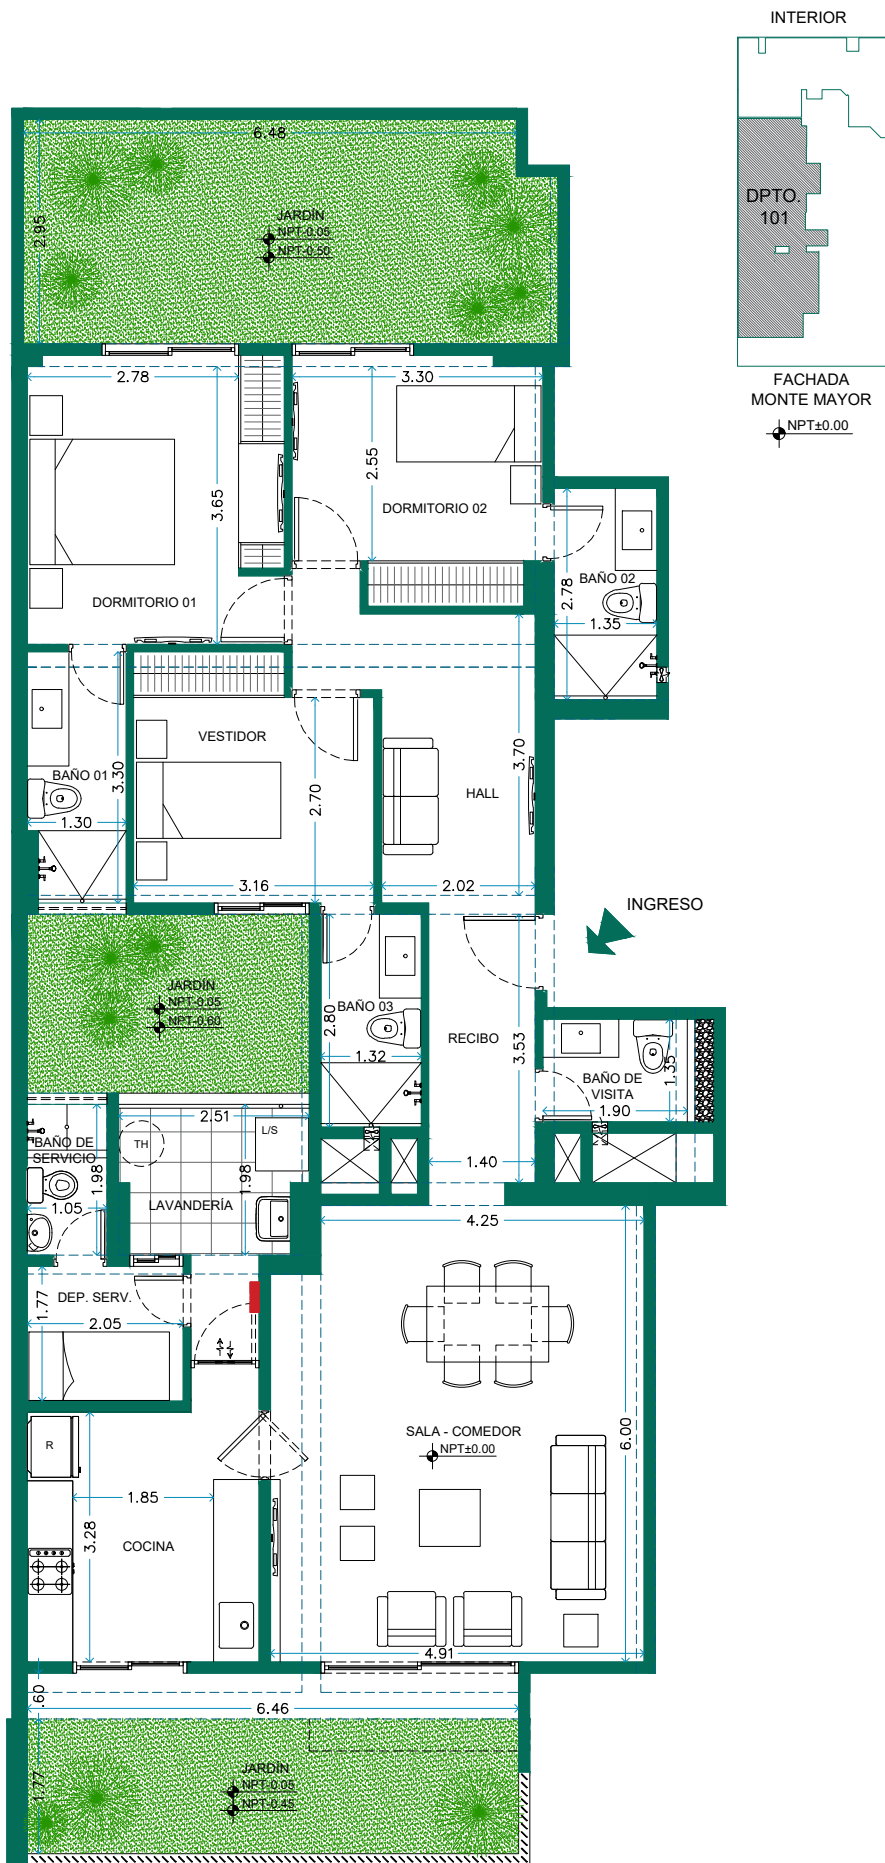 INTERIOR
DPTO.
101
FACHADA
MONTE MAYOR
NPT±0.00
6.48
2.95
JARDÍN
NPT-0.05
NPT-0.50
2.78
3.30
3.65
2.55
DORMITORIO 02
DORMITORIO 01
BAÑO 02
2.78
1.35
VESTIDOR
BAÑO 01
3.30
1.30
2.70
HALL
3.70
3.16
2.02
INGRESO
JARDÍN
NPT-0.05
NPT-0.60
BAÑO 03
2.80
1.32
RECIBO
3.53
BAÑO DE
VISITA
1.35
1.90
2.51
L/S
TH
BAÑO DE
SERVICIO
1.98
1.98
1.05
LAVANDERÍA
1.40
4.25
DEP. SERV.
1.77
2.05
SALA - COMEDOR
NPT±0.00
6.00
R
1.85
3.28
COCINA
4.91
.60
6.46
JARDÍN
NPT-0.05
NPT-0.45
1.77